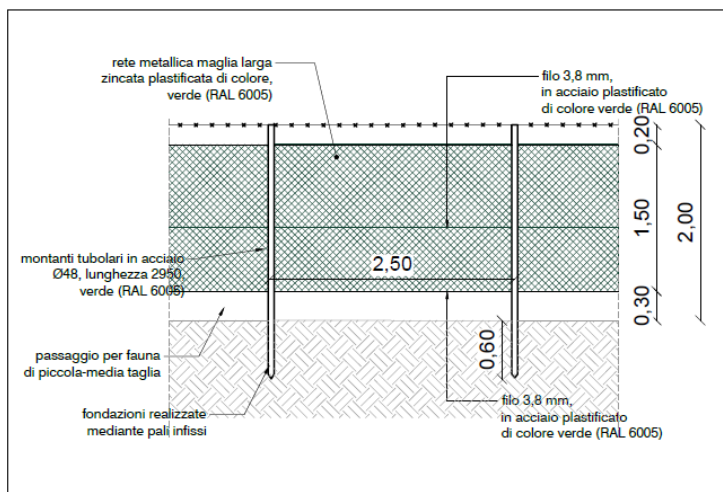 rete metallica maglia larga
zincata plastificata di colore,
verde (RAL 6005)
filo 3,8 mm,
in acciaio plastificato
di colore verde (RAL 6005)
0,20
1,50
2,00
0,30
montanti tubolari in acciaio
Ø48, lunghezza 2950,
verde (RAL 6005)
2,50
0,60
passaggio per fauna
di piccola-media taglia
fondazioni realizzate
mediante pali infissi
filo 3,8 mm,
in acciaio plastificato
di colore verde (RAL 6005)